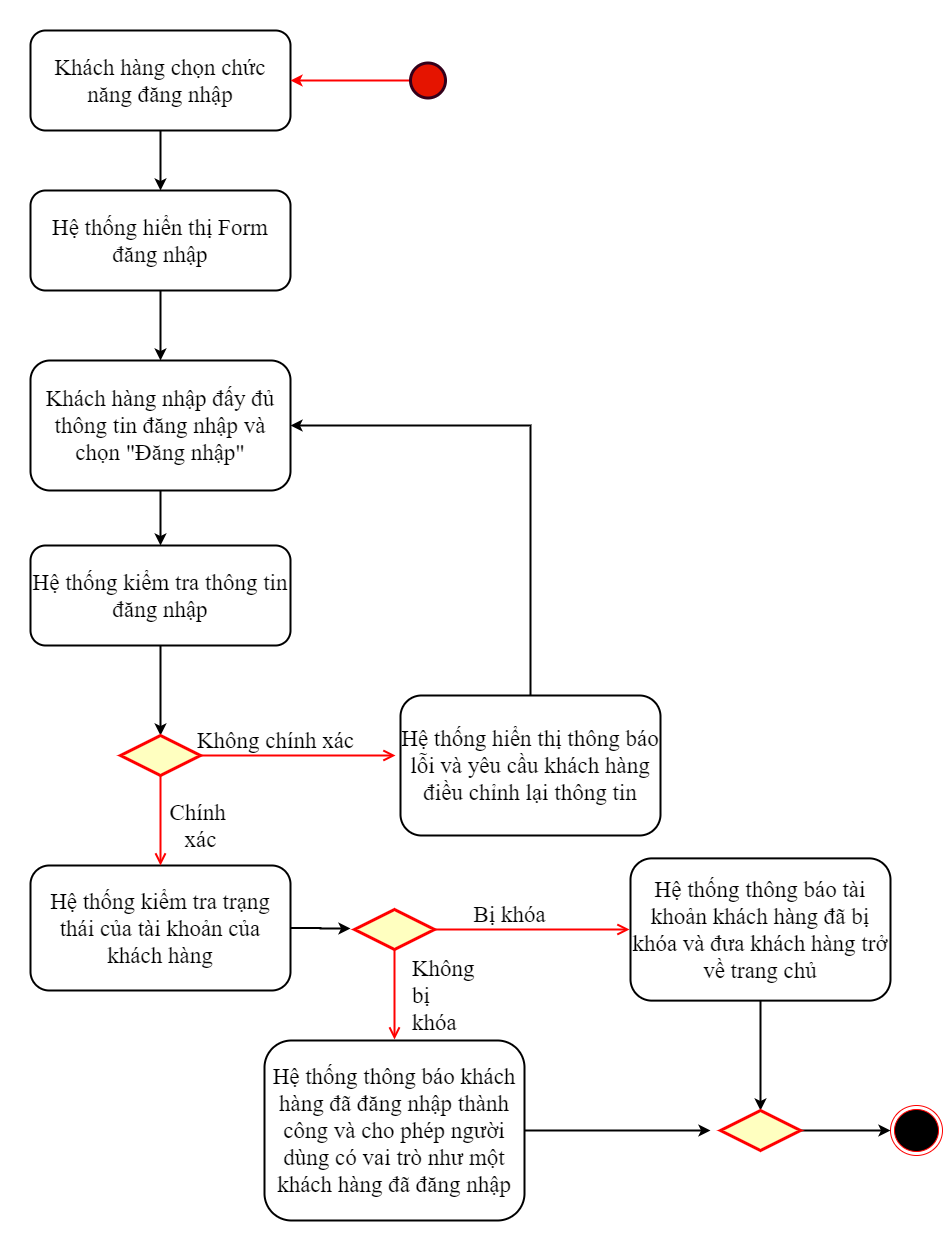 Khách hàng chọn chức
năng đăng nhập
Hệ thống hiển thị Form
đăng nhập
Khách hàng nhập đấy đủ
thông tin đăng nhập và
chọn "Đăng nhập"
Hệ thống kiểm tra thông tin
đăng nhập
Không chính xác
Hệ thống hiển thị thông báo
lỗi và yêu cầu khách hàng
điều chỉnh lại thông tin
Chính
xác
Hệ thống kiểm tra trạng
thái của tài khoản của
khách hàng
Bị khóa
Hệ thống thông báo tài
khoản khách hàng đã bị
khóa và đưa khách hàng trở
về trang chủ
Không
bị
khóa
Hệ thống thông báo khách
hàng đã đăng nhập thành
công và cho phép người
dùng có vai trò như một
khách hàng đã đăng nhập